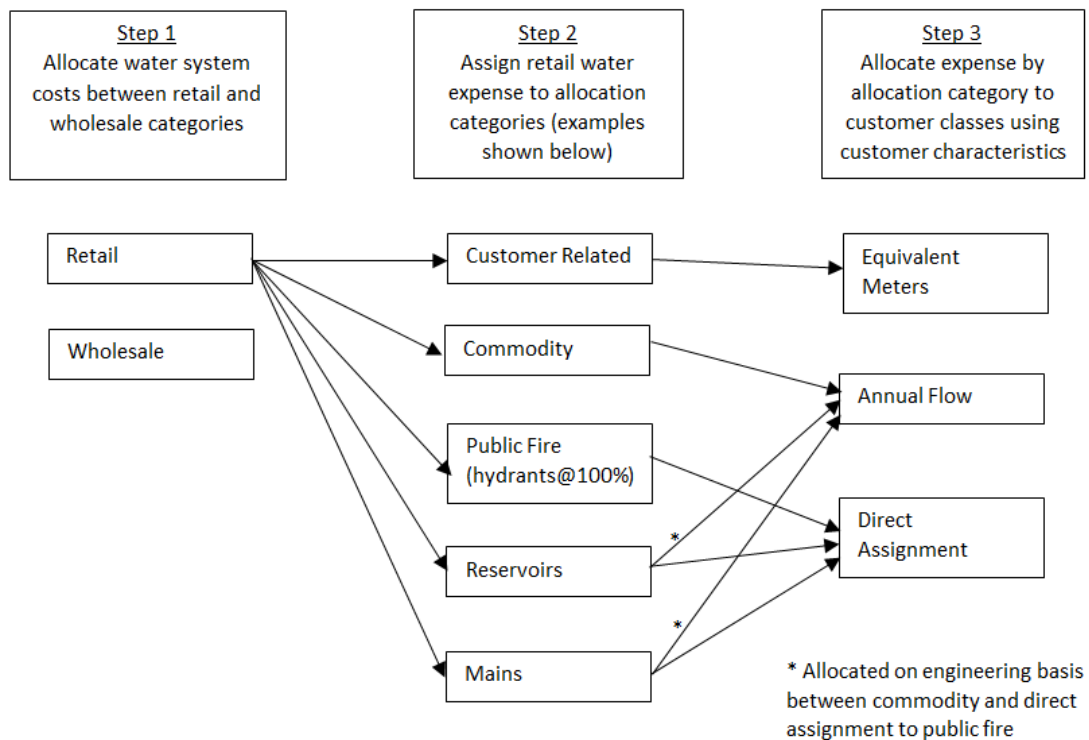 Step 1
Allocate water system
costs between retail and
wholesale categories
Step 2
Assign retail water
expense to allocation
categories (examples
shown below)
Step 3
Allocate expense by
allocation category to
customer classes using
customer characteristics
Retail
Wholesale
Customer Related
Commodity
Public Fire
(hydrants@100%)
Reservoirs
Mains
*
*
Equivalent
Meters
Annual Flow
Direct
Assignment
* Allocated on engineering basis
between commodity and direct
assignment to public fire